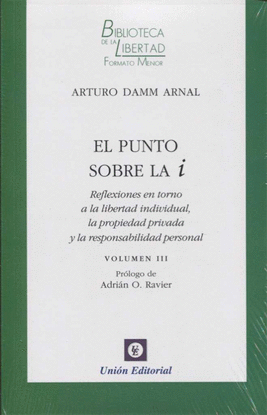 BIBLIOTECA
DE LA
LIBERTAD
FORMATO MENOR
ARTURO DAMM ARNAL
EL PUNTO
SOBRE LA i
Reflexiones en torno
a la libertad individual,
la propiedad privada
y la responsabilidad personal
VOLUMEN III
Prólogo de
Adrián O. Ravier
Unión Editorial